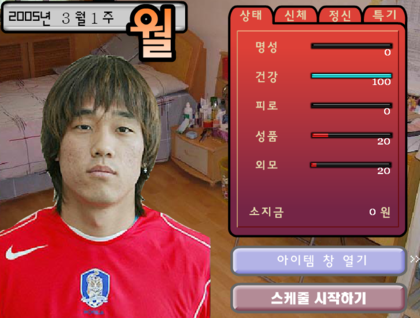 2005년 3월1주
월
상태 신체 정신 특기
명성 0
건강 100
피로 0
성품 20
외모 20
소지금 0 원
아이템 창 열기 >>
스케줄 시작하기